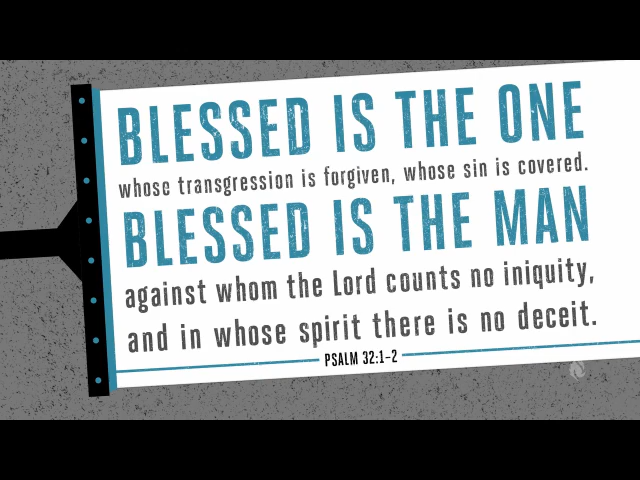 BLESSED IS THE ONE
whose transgression is forgiven, whose sin is covered.
BLESSED IS THE MAN
against whom the Lord counts no iniquity,
and in whose spirit there is no deceit.
PSALM 32:1–2